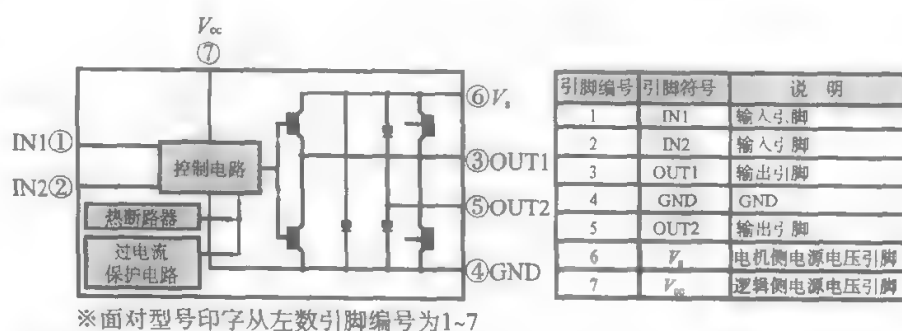 Vcc
⑦
⑥Vs
IN1①
控制电路
③OUT1
IN2②
热断路器
⑤OUT2
过电流
保护电路
④GND
※面对型号印字从左数引脚编号为1~7
引脚编号 引脚符号 说 明
1 IN1 输入引脚
2 IN2 输入引脚
3 OUT1 输出引脚
4 GND GND
5 OUT2 输出引脚
6 Vs 电机侧电源电压引脚
7 Vcc 逻辑侧电源电压引脚